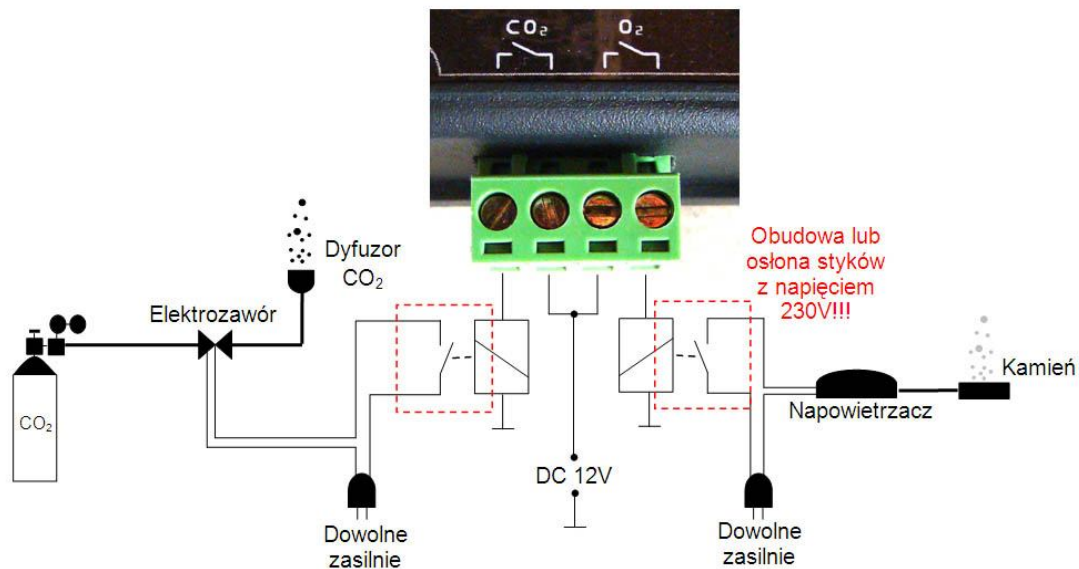 CO₂ O₂
Dyfuzor
CO₂
Elektrozawór
Obudowa lub
osłona styków
z napięciem
230V!!!
Kamień
Napowietrzacz
CO₂
DC 12V
Dowolne
zasilnie
Dowolne
zasilnie